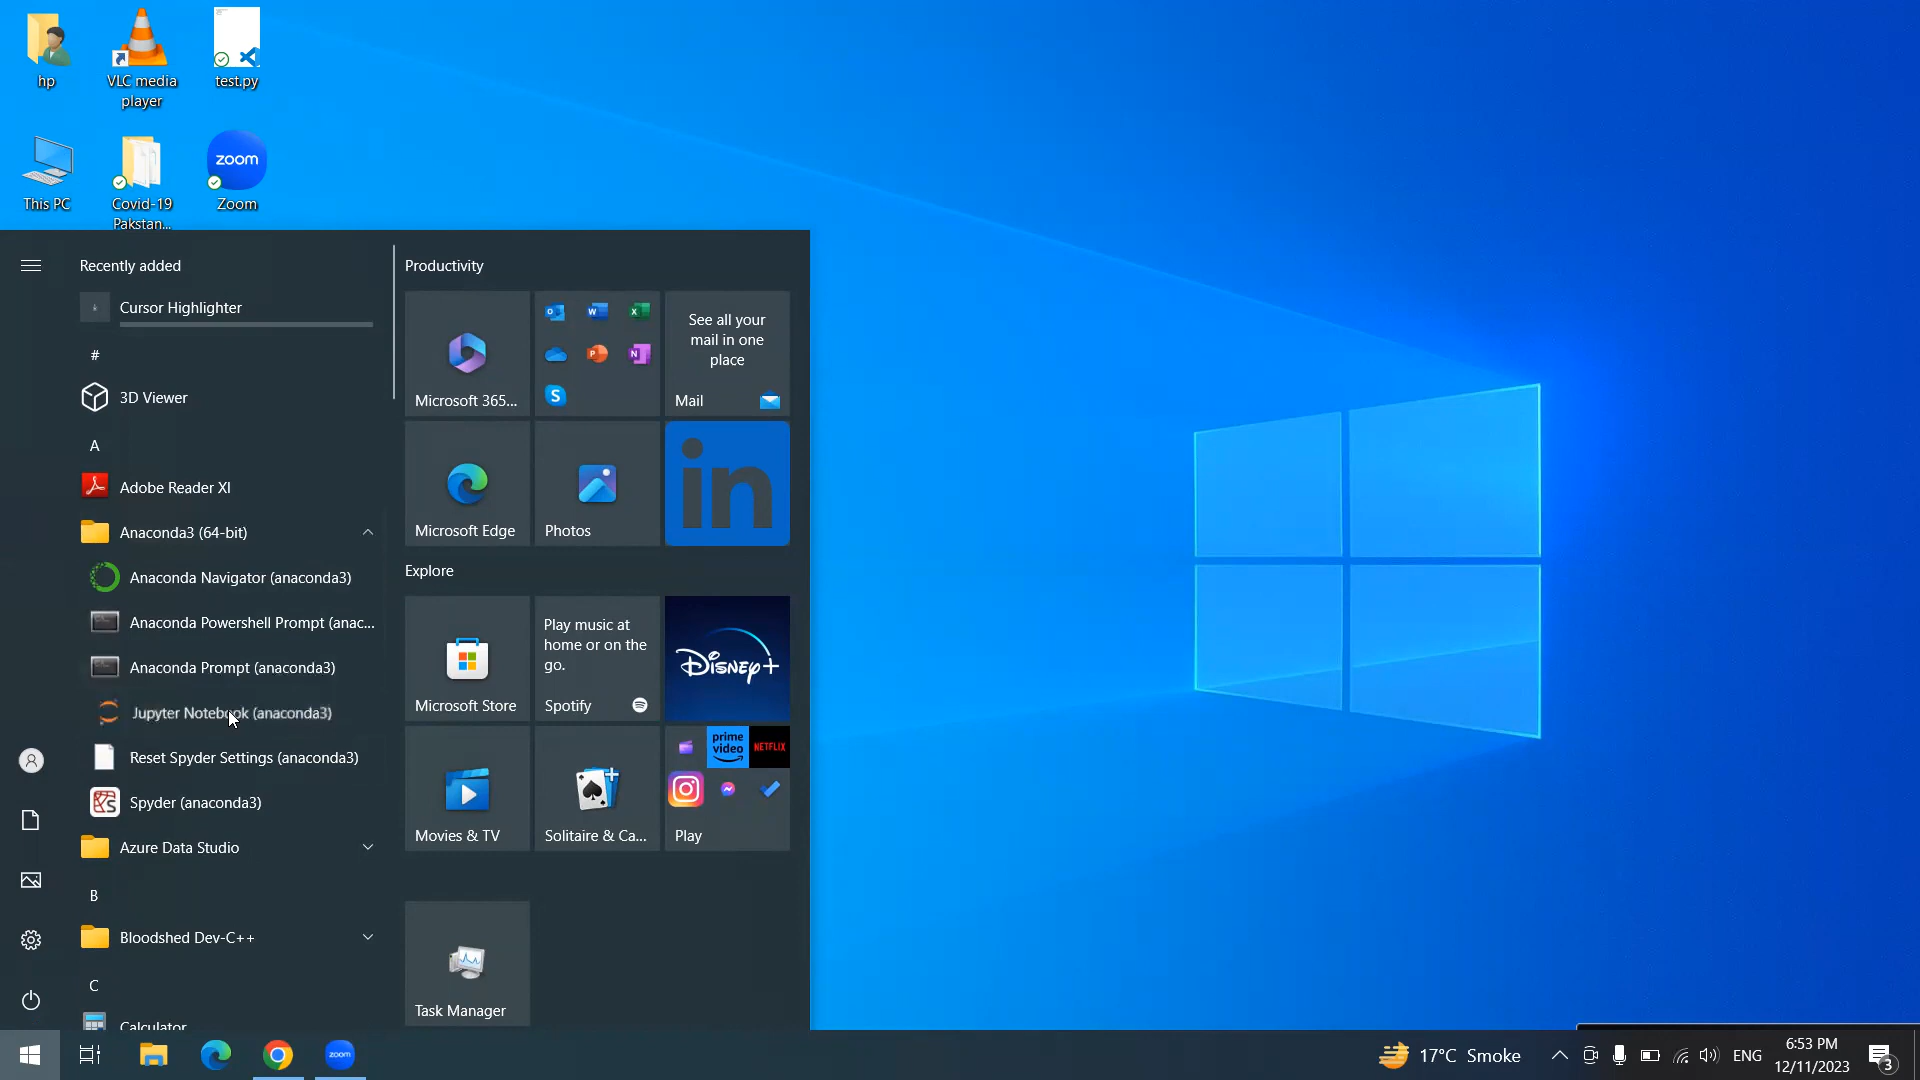 hp
VLC media
player
test.py
This PC
Covid-19
Pakstan...
zoom
Zoom
Recently added
Cursor Highlighter
#
3D Viewer
A
Adobe Reader XI
Anaconda3 (64-bit)
Anaconda Navigator (anaconda3)
Anaconda Powershell Prompt (anac...
Anaconda Prompt (anaconda3)
Jupyter Notebook (anaconda3)
Reset Spyder Settings (anaconda3)
Spyder (anaconda3)
Azure Data Studio
B
Bloodshed Dev-C++
C
Calculator
Productivity
Microsoft 365...
See all your
mail in one
place
Mail
Microsoft Edge
Photos
in
Explore
Microsoft Store
Play music at
home or on the
go.
Spotify
Disney+
Movies & TV
Solitaire & Ca...
prime
video
NETFLIX
Play
Task Manager
zoom
17°C Smoke
ENG
6:53 PM
12/11/2023
3